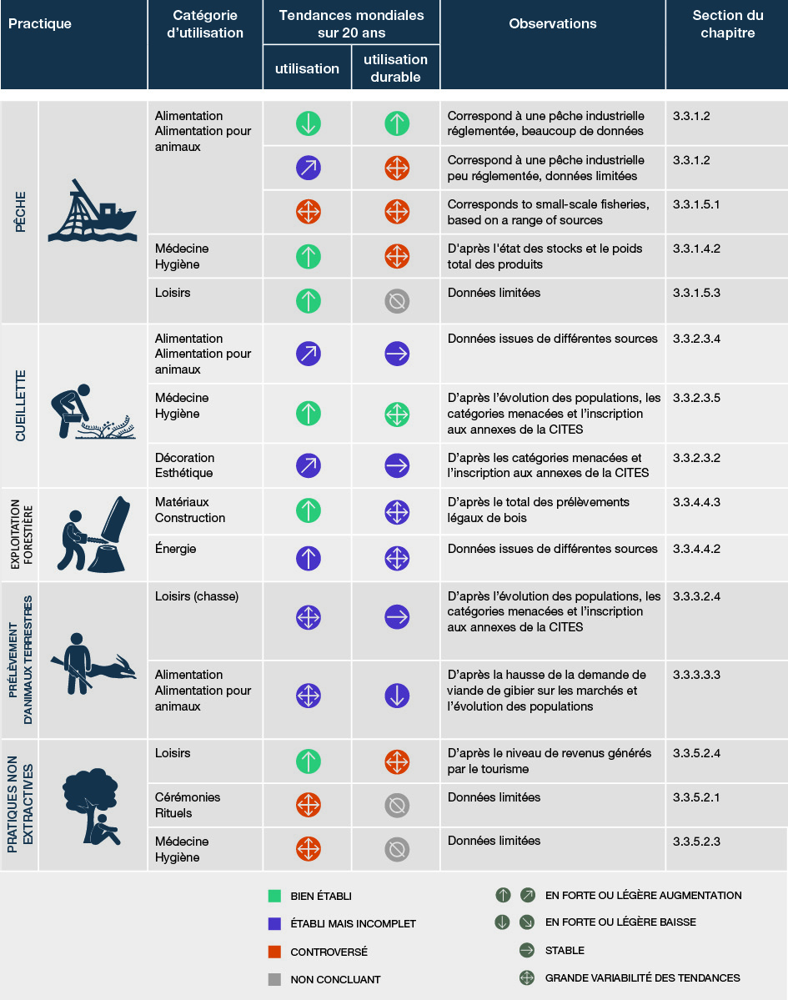 Practique
Catégorie
d’utilisation
Tendances mondiales
sur 20 ans
utilisation
utilisation
durable
Observations
Section du
chapitre
PÊCHE
Alimentation
Alimentation pour
animaux
Correspond à une pêche industrielle
réglementée, beaucoup de données
3.3.1.2
Correspond à une pêche industrielle
peu réglementée, données limitées
3.3.1.2
Corresponds to small-scale fisheries,
based on a range of sources
3.3.1.5.1
Médecine
Hygiène
D'après l'état des stocks et le poids
total des produits
3.3.1.4.2
Loisirs
Données limitées
3.3.1.5.3
CUEILLETTE
Alimentation
Alimentation pour
animaux
Données issues de différentes sources
3.3.2.3.4
Médecine
Hygiène
D’après l’évolution des populations, les
catégories menacées et l’inscription
aux annexes de la CITES
3.3.2.3.5
Décoration
Esthétique
D’après les catégories menacées et
l’inscription aux annexes de la CITES
3.3.2.3.2
EXPLOITATION
FORESTIÈRE
Matériaux
Construction
D’après le total des prélèvements
légaux de bois
3.3.4.4.3
Énergie
Données issues de différentes sources
3.3.4.4.2
PRÉLÈVEMENT
D’ANIMAUX TERRESTRES
Loisirs (chasse)
D’après l’évolution des populations, les
catégories menacées et l’inscription
aux annexes de la CITES
3.3.3.2.4
Alimentation
Alimentation pour
animaux
D’après la hausse de la demande de
viande de gibier sur les marchés et
l’évolution des populations
3.3.3.3.3
PRATIQUES NON
EXTRACTIVES
Loisirs
D’après le niveau de revenus générés
par le tourisme
3.3.5.2.4
Cérémonies
Rituels
Données limitées
3.3.5.2.1
Médecine
Hygiène
Données limitées
3.3.5.2.3
BIEN ÉTABLI
ÉTABLI MAIS INCOMPLET
CONTROVERSÉ
NON CONCLUANT
EN FORTE OU LÉGÈRE AUGMENTATION
EN FORTE OU LÉGÈRE BAISSE
STABLE
GRANDE VARIABILITÉ DES TENDANCES